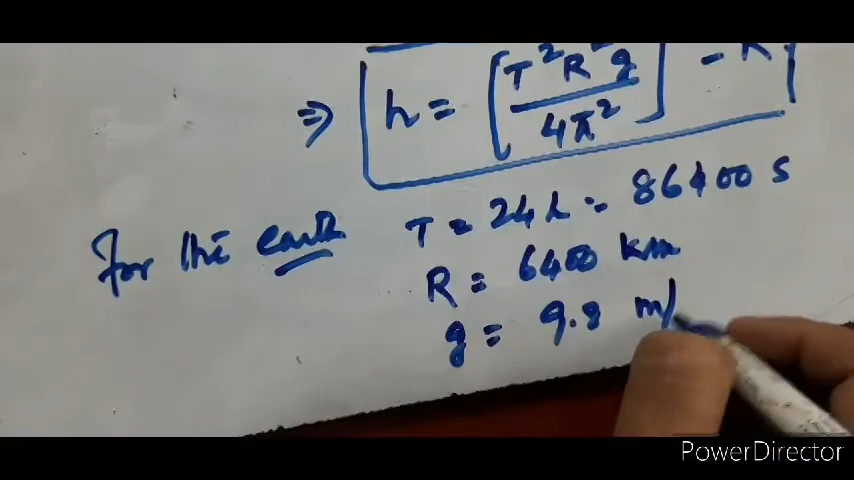 ⇒ h = [T²R²g / 4π²] - R
For the earth T = 24 h = 86400 s
R = 6400 km
g = 9.8 m/
PowerDirector